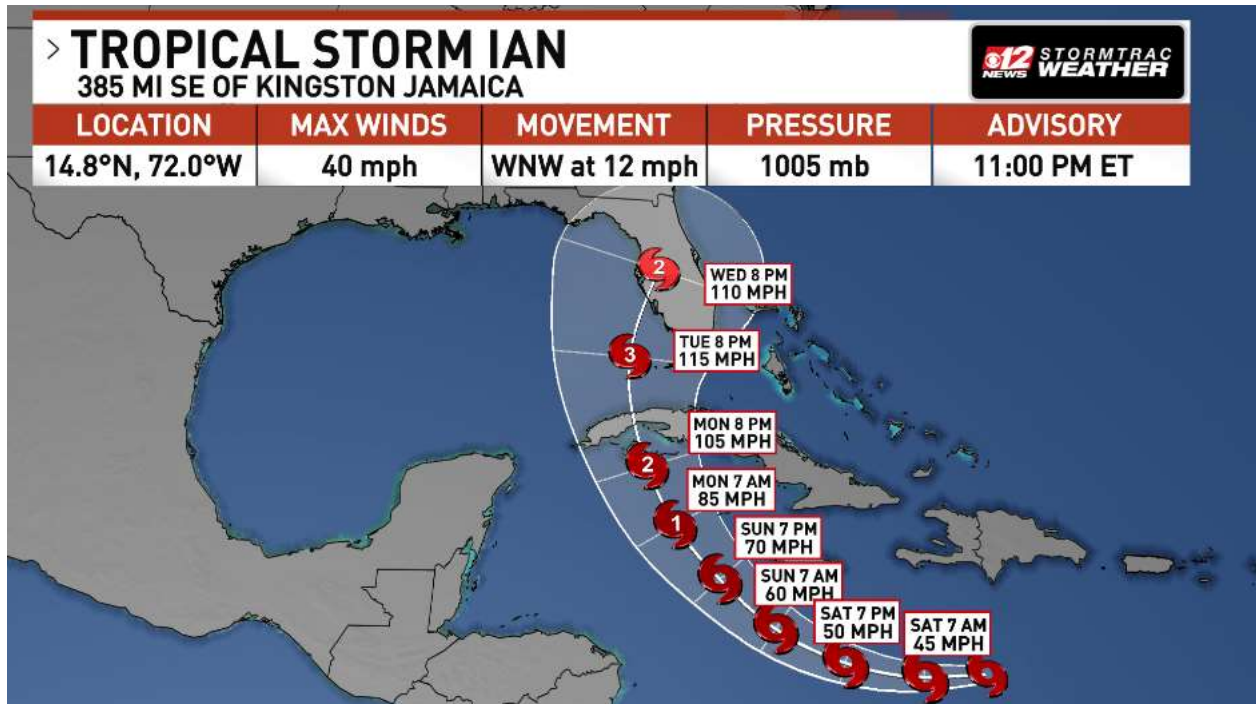 > TROPICAL STORM IAN
385 MI SE OF KINGSTON JAMAICA
12 NEWS STORMTRAC WEATHER
LOCATION MAX WINDS MOVEMENT PRESSURE ADVISORY
14.8°N, 72.0°W 40 mph WNW at 12 mph 1005 mb 11:00 PM ET
2
WED 8 PM
110 MPH
3
TUE 8 PM
115 MPH
MON 8 PM
105 MPH
2
MON 7 AM
85 MPH
1
SUN 7 PM
70 MPH
SUN 7 AM
60 MPH
SAT 7 PM
50 MPH
SAT 7 AM
45 MPH